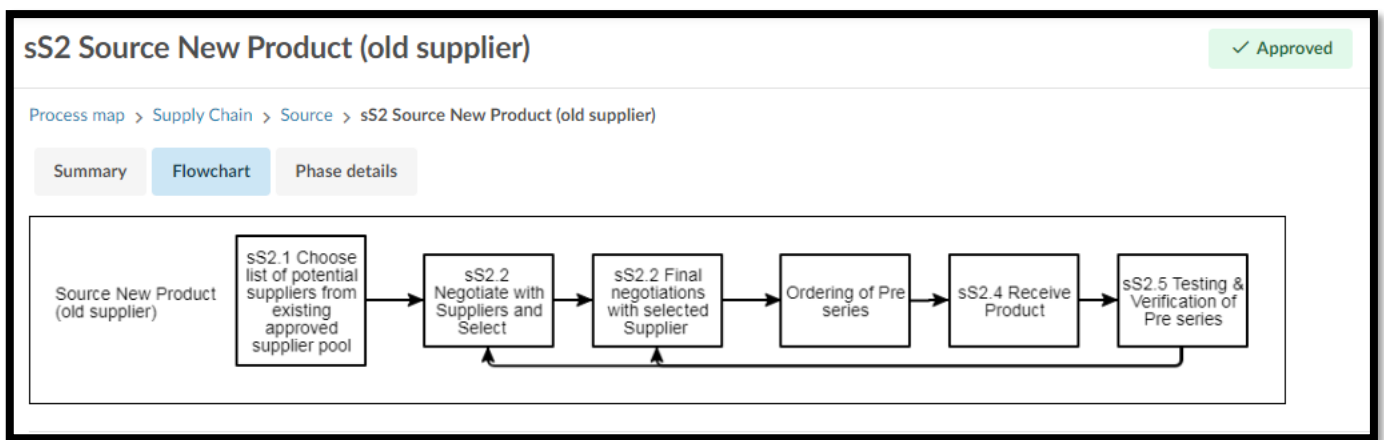 sS2 Source New Product (old supplier)
✓ Approved
Process map > Supply Chain > Source > sS2 Source New Product (old supplier)
Summary Flowchart Phase details
Source New Product
(old supplier)
sS2.1 Choose
list of potential
suppliers from
existing
approved
supplier pool
sS2.2
Negotiate with
Suppliers and
Select
sS2.2 Final
negotiations
with selected
Supplier
Ordering of Pre
series
sS2.4 Receive
Product
sS2.5 Testing &
Verification of
Pre series